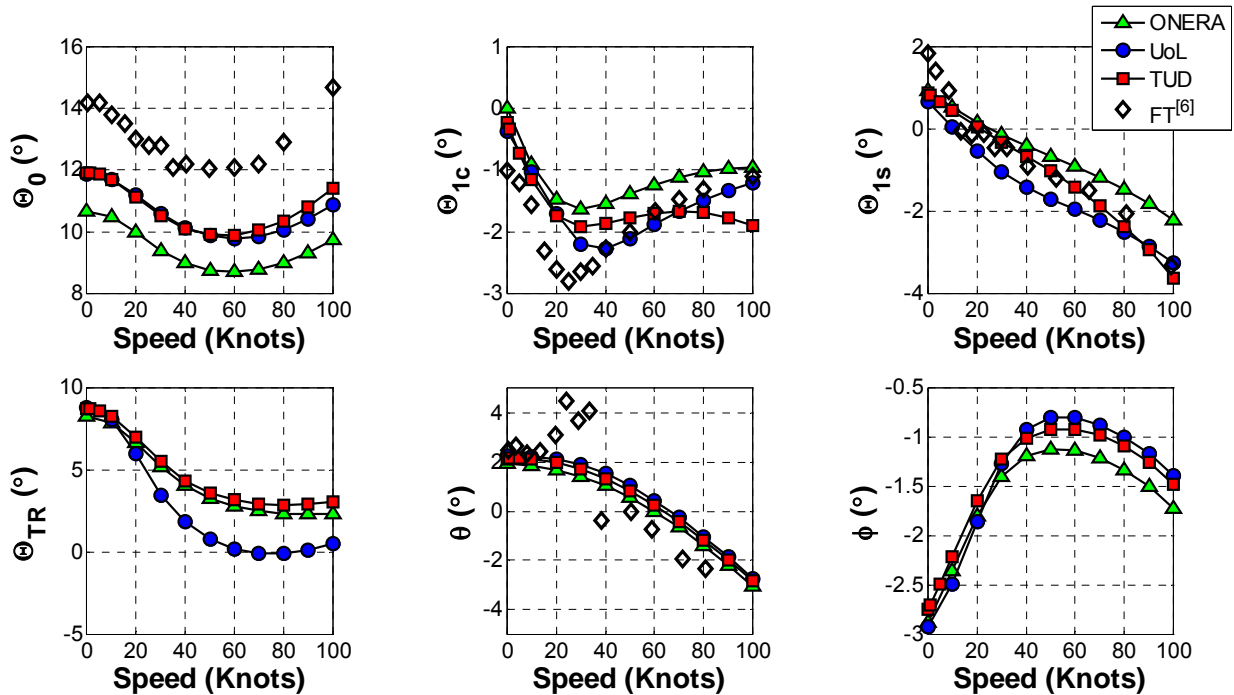 ONERA
UoL
TUD
FT[6]
16
14
12
10
8
Θ0 (°)
0 20 40 60 80 100
Speed (Knots)
1
0
-1
-2
-3
Θ1c (°)
0 20 40 60 80 100
Speed (Knots)
2
0
-2
-4
Θ1s (°)
0 20 40 60 80 100
Speed (Knots)
10
5
0
-5
ΘTR (°)
0 20 40 60 80 100
Speed (Knots)
4
2
0
-2
-4
θ (°)
0 20 40 60 80 100
Speed (Knots)
-0.5
-1
-1.5
-2
-2.5
-3
ϕ (°)
0 20 40 60 80 100
Speed (Knots)